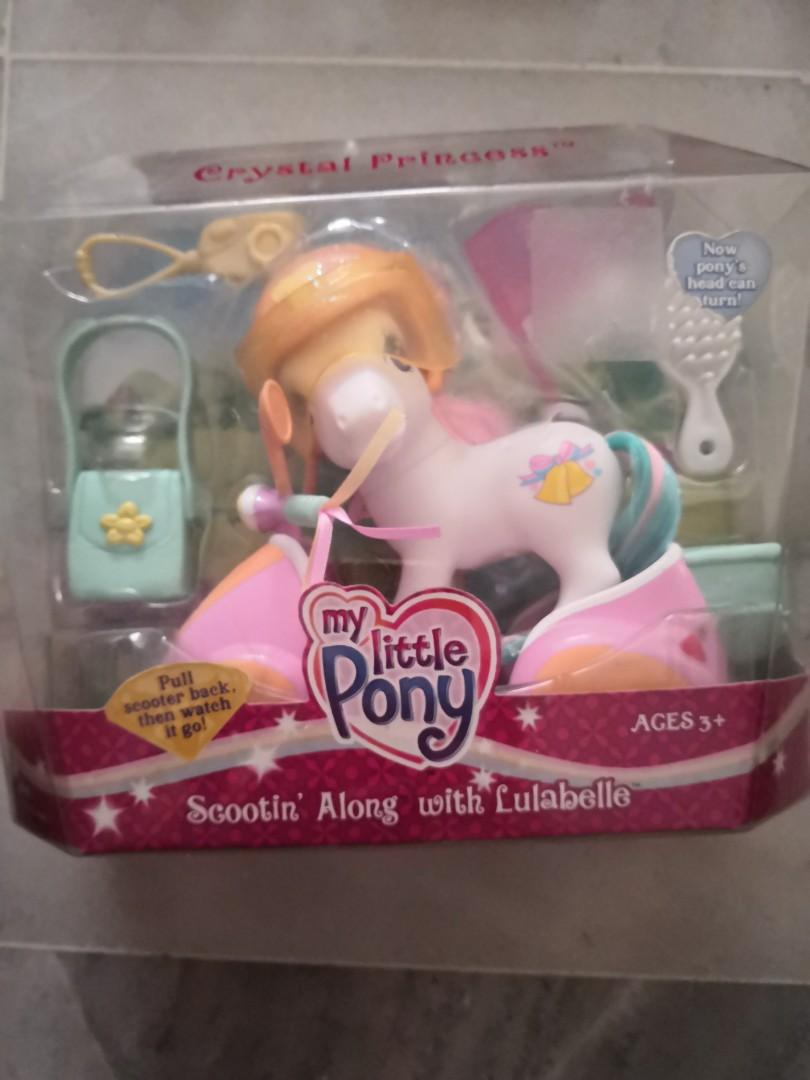 Crystal Princess™
Now
pony's
head can
turn!
my
little
Pony
Pull
scooter back,
then watch
it go!
AGES 3+
Scootin' Along with Lulabelle™